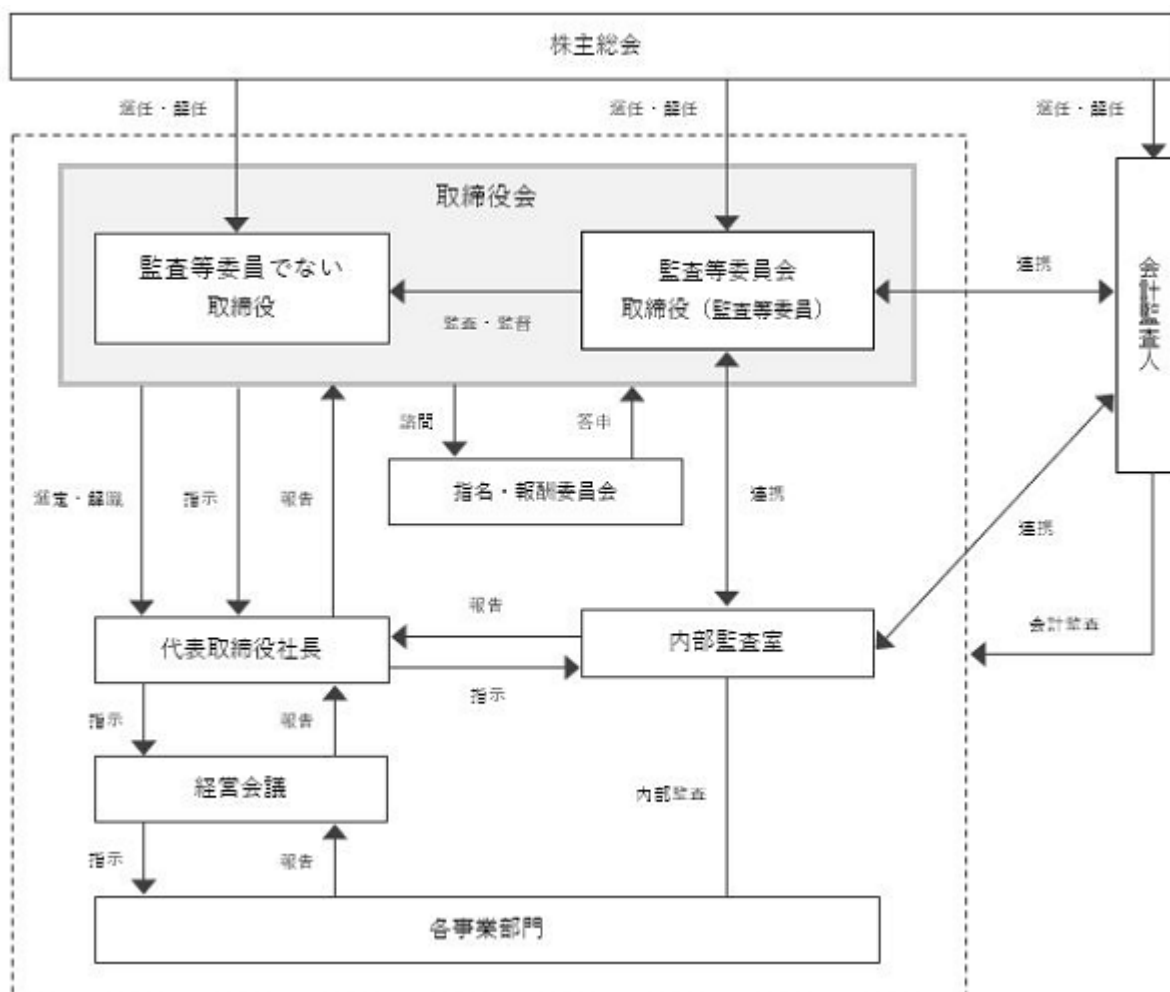 株主総会
選任・解任
選任・解任
選任・解任
取締役会
監査等委員でない
取締役
監査等委員会
取締役（監査等委員）
監査・監督
連携
会計監査人
諮問
答申
指名・報酬委員会
選定・解職
指示
報告
連携
連携
報告
代表取締役社長
内部監査室
会計監査
指示
指示
報告
経営会議
内部監査
指示
報告
各事業部門